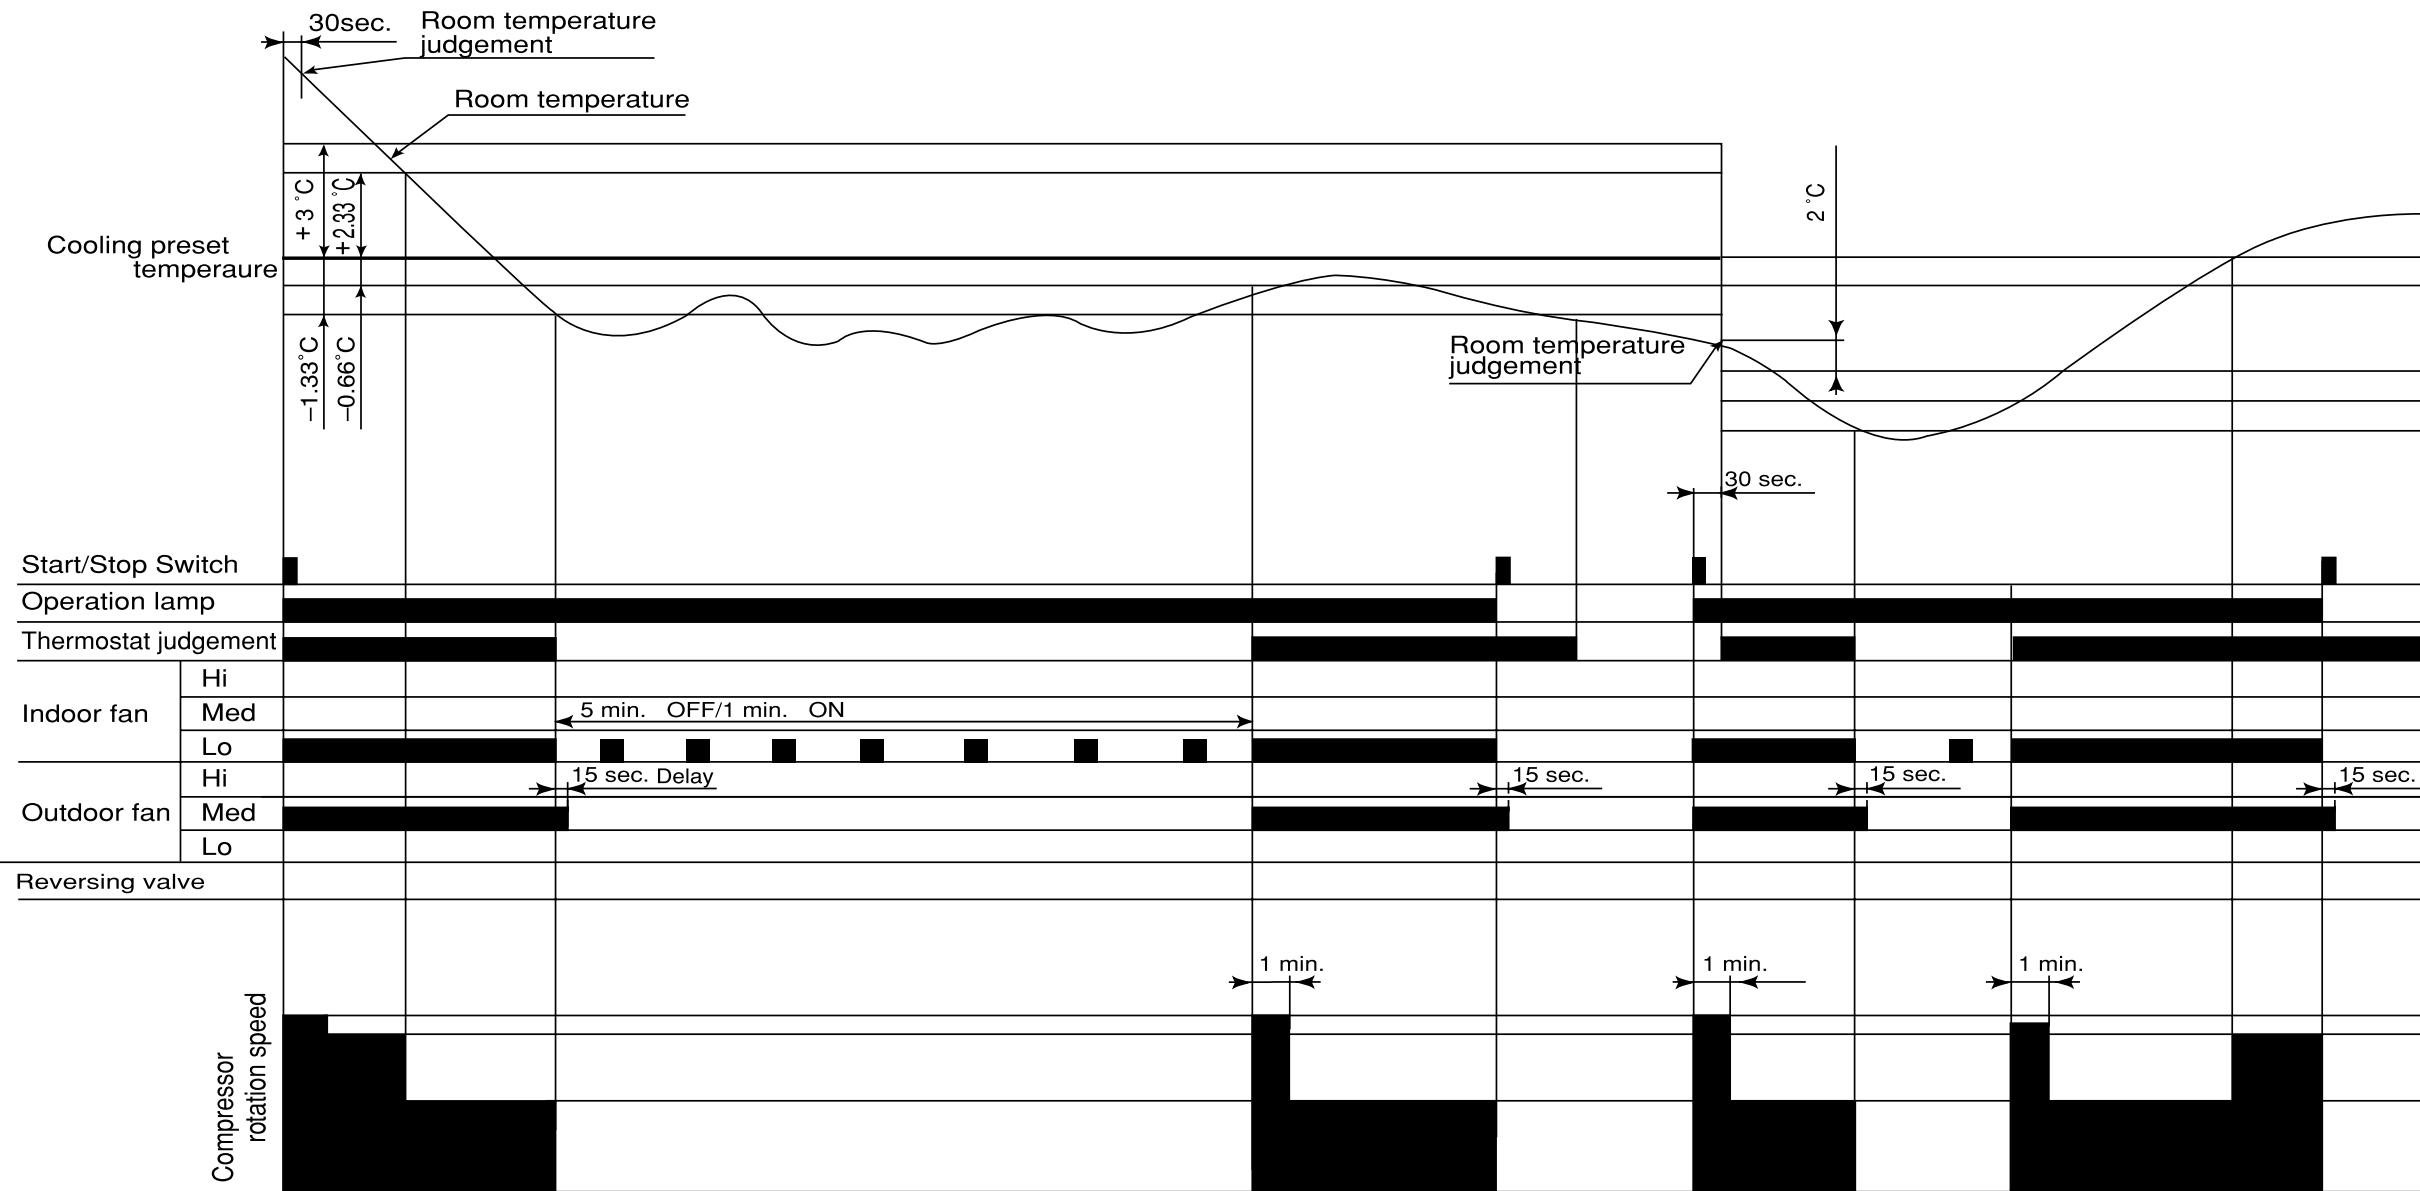 30sec.
Room temperature
judgement
Room temperature
+ 3 °C
+2.33 °C
2 °C
Cooling preset
temperaure
−1.33°C
−0.66°C
Room temperature
judgement
30 sec.
Start/Stop Switch
Operation lamp
Thermostat judgement
Indoor fan
Hi
Med
5 min. OFF/1 min. ON
Lo
Outdoor fan
Hi
15 sec. Delay
15 sec.
15 sec.
15 sec.
Med
Lo
Reversing valve
1 min.
1 min.
1 min.
Compressor
rotation speed